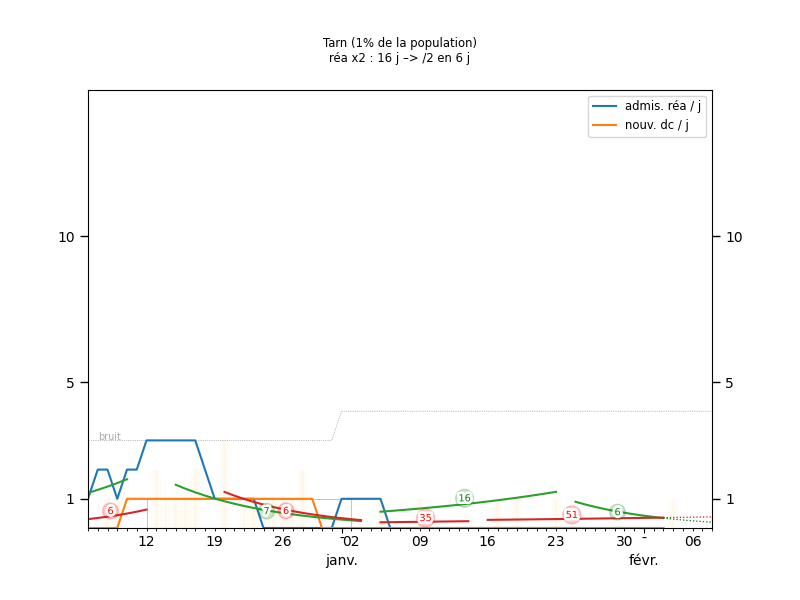 Tarn (1% de la population)
réa x2 : 16 j –> /2 en 6 j
admis. réa / j
nouv. dc / j
10 10
5 5
bruit
1 1
6 7 6 35 16 51 6
12 19 26 02 09 16 23 30 06
janv. févr.